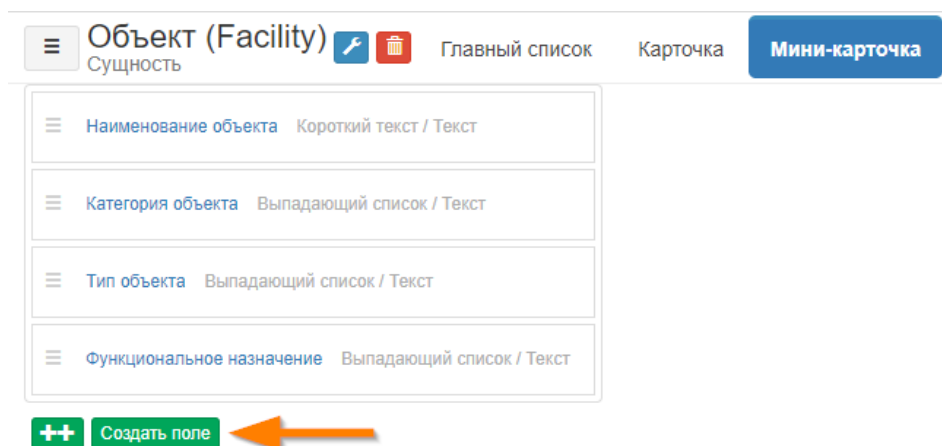 Объект (Facility)
Сущность
Главный список
Карточка
Мини-карточка
Наименование объекта Короткий текст / Текст
Категория объекта Выпадающий список / Текст
Тип объекта Выпадающий список / Текст
Функциональное назначение Выпадающий список / Текст
++ Создать поле